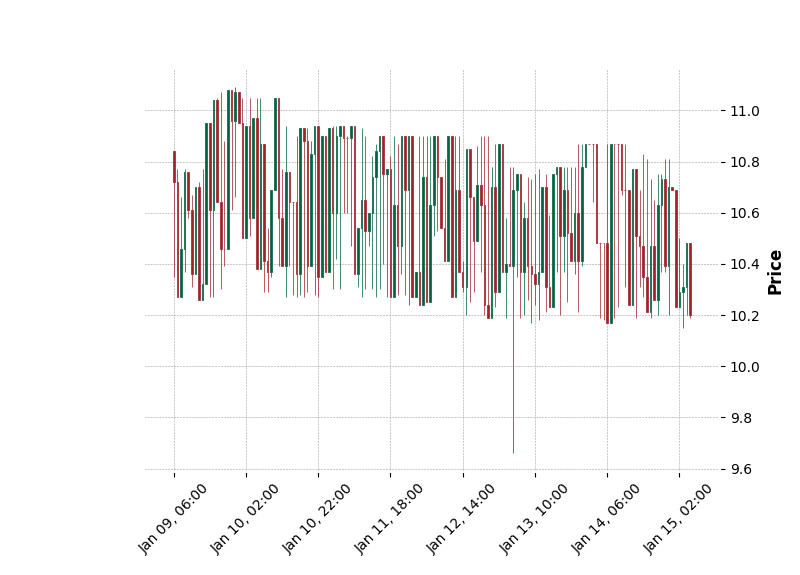 11.0
10.8
10.6
10.4
10.2
10.0
9.8
9.6
Price
Jan 09, 06:00
Jan 10, 02:00
Jan 10, 22:00
Jan 11, 18:00
Jan 12, 14:00
Jan 13, 10:00
Jan 14, 06:00
Jan 15, 02:00